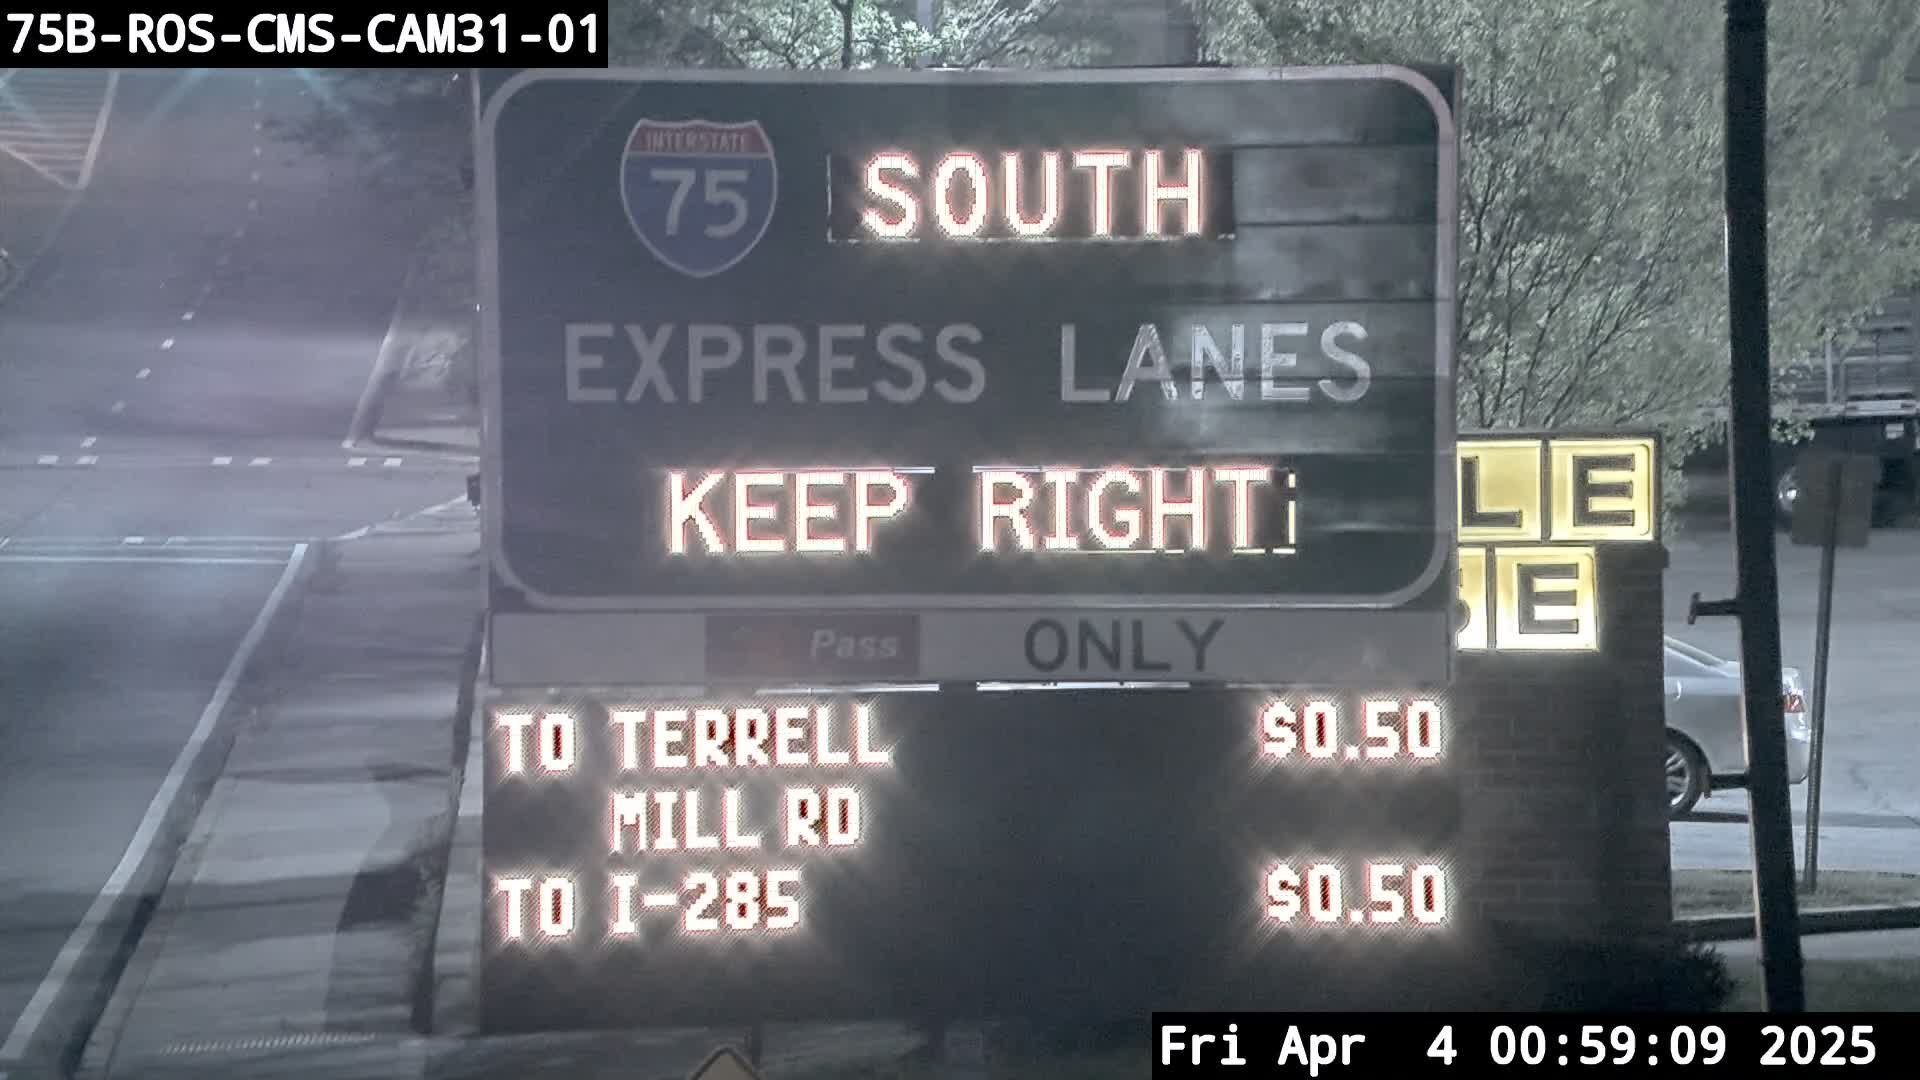 75B-ROS-CMS-CAM31-01
INTERSTATE
75
SOUTH
EXPRESS LANES
KEEP RIGHT
LE
E
Pass ONLY
TO TERRELL $0.50
MILL RD
TO I-285 $0.50
Fri Apr 4 00:59:09 2025